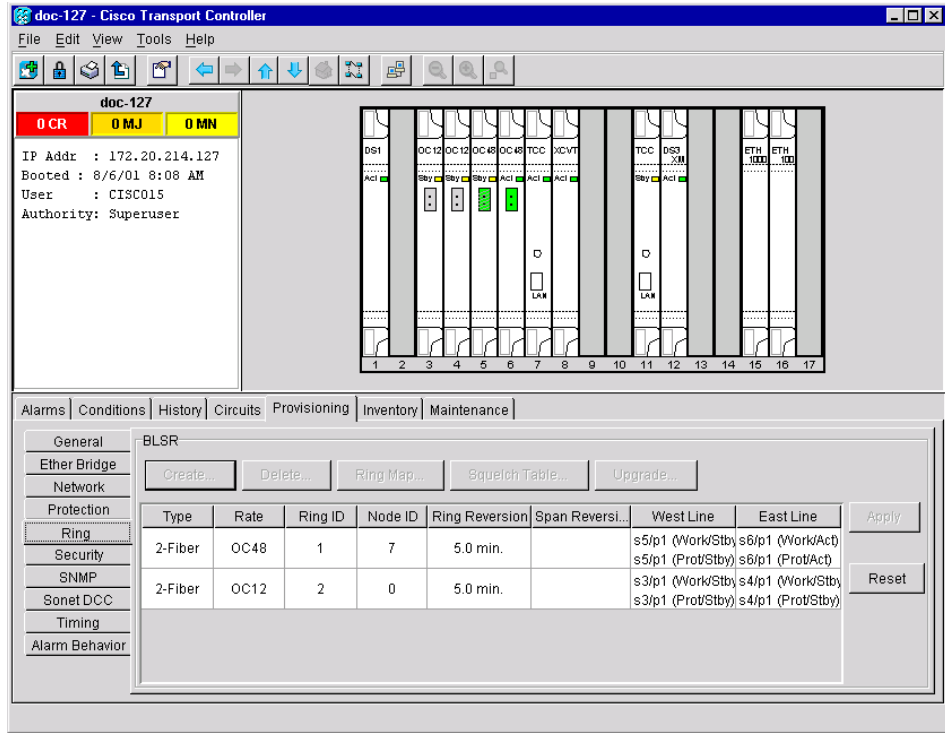 doc-127 - Cisco Transport Controller
File Edit View Tools Help
doc-127
0 CR 0 MJ 0 MN
IP Addr : 172.20.214.127
Booted : 8/6/01 8:08 AM
User : CISCO15
Authority: Superuser
DS1 OC12 OC12 OC48 OC48 TCC XCVT TCC DS3 XM ETH 1000 ETH 100
Act Sby Sby Sby Act Act Act Sby Act
LAN LAN
1 2 3 4 5 6 7 8 9 10 11 12 13 14 15 16 17
Alarms Conditions History Circuits Provisioning Inventory Maintenance
General
Ether Bridge
Network
Protection
Ring
Security
SNMP
Sonet DCC
Timing
Alarm Behavior
BLSR
Create... Delete... Ring Map... Squelch Table... Upgrade...
Type Rate Ring ID Node ID Ring Reversion Span Reversi... West Line East Line
2-Fiber OC48 1 7 5.0 min. s5/p1 (Work/Stby s6/p1 (Work/Act)
s5/p1 (Prot/Stby) s6/p1 (Prot/Act)
2-Fiber OC12 2 0 5.0 min. s3/p1 (Work/Stby s4/p1 (Work/Stby
s3/p1 (Prot/Stby) s4/p1 (Prot/Stby)
Apply
Reset